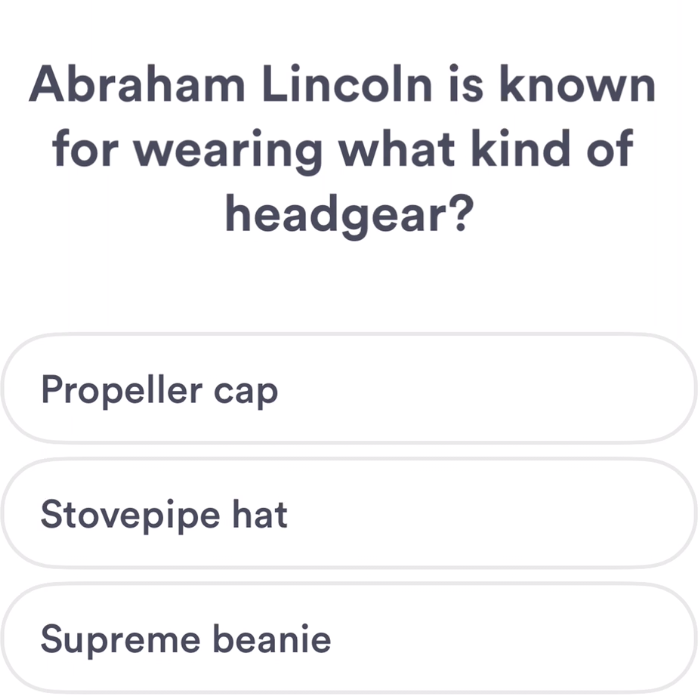 Abraham Lincoln is known
for wearing what kind of
headgear?
Propeller cap
Stovepipe hat
Supreme beanie